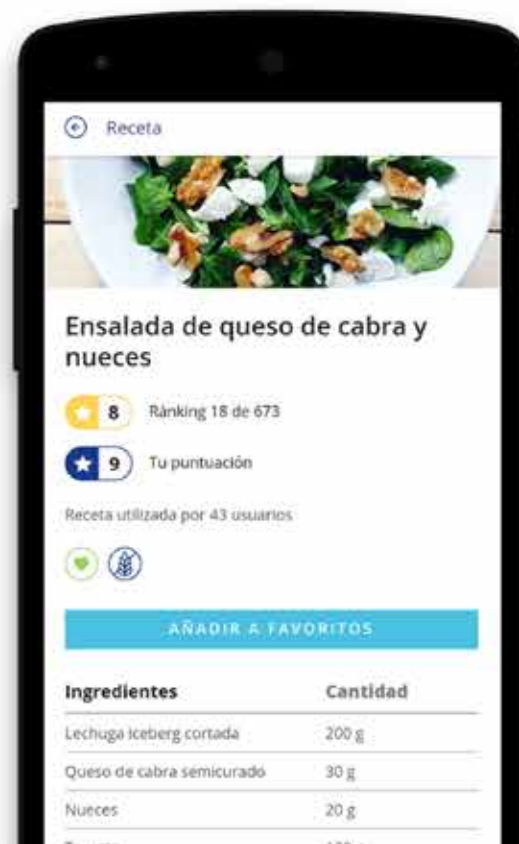 Receta
Ensalada de queso de cabra y
nueces
8 Ránking 18 de 673
9 Tu puntuación
Receta utilizada por 43 usuarios
AÑADIR A FAVORITOS
Ingredientes Cantidad
Lechuga Iceberg cortada 200 g
Queso de cabra semicurado 30 g
Nueces 20 g